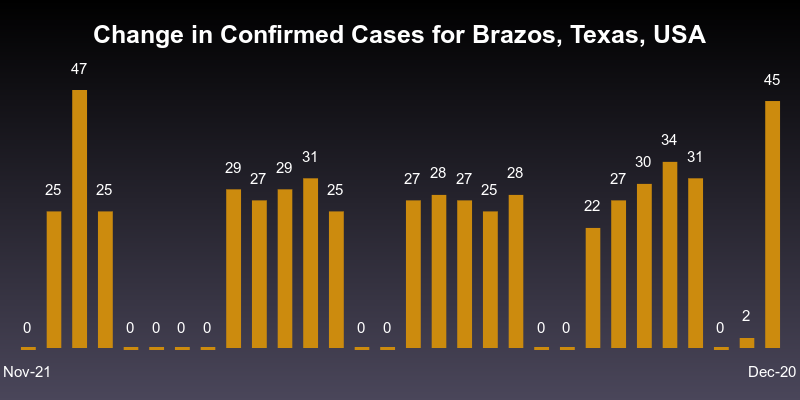 Change in Confirmed Cases for Brazos, Texas, USA
0 25 47 25 0 0 0 0 29 27 29 31 25 0 0 27 28 27 25 28 0 0 22 27 30 34 31 0 2 45
Nov-21 Dec-20